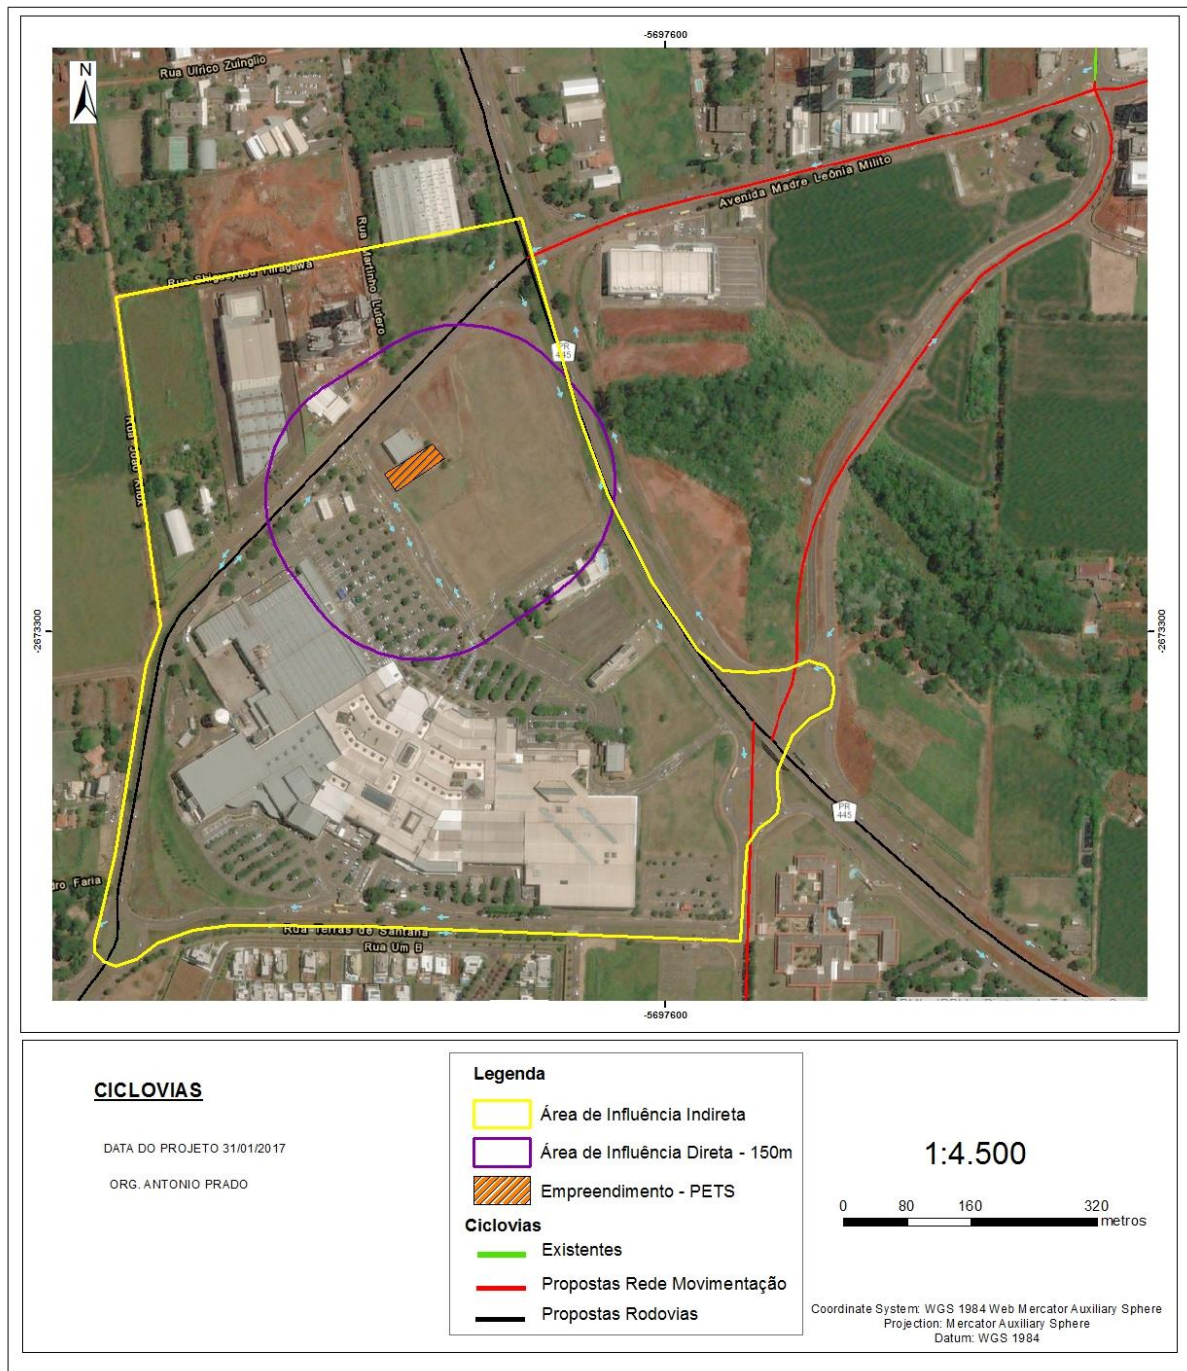 -5697600
N
Rua Ulrico Zuinglio
Avenida Madre Leônia Milito
Rua Martinho Lutero
Rua Shigueyasu Hiragawa
PR
445
Rua João Knox
-2673300
-2673300
PR
445
dro Faria
Rua Terras de Santana
Rua Um B
-5697600
CICLOVIAS
DATA DO PROJETO 31/01/2017
ORG. ANTONIO PRADO
Legenda
Área de Influência Indireta
Área de Influência Direta - 150m
Empreendimento - PETS
Ciclovias
Existentes
Propostas Rede Movimentação
Propostas Rodovias
1:4.500
0 80 160 320
metros
Coordinate System: WGS 1984 Web Mercator Auxiliary Sphere
Projection: Mercator Auxiliary Sphere
Datum: WGS 1984